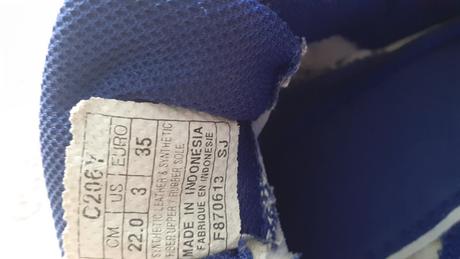 C206Y
CM US EURO
22.0 3 35
SYNTHETIC LEATHER & SYNTHETIC
FIBER UPPER / RUBBER SOLE
MADE IN INDONESIA
FABRIQUE EN INDONESIE
F870613 SJ